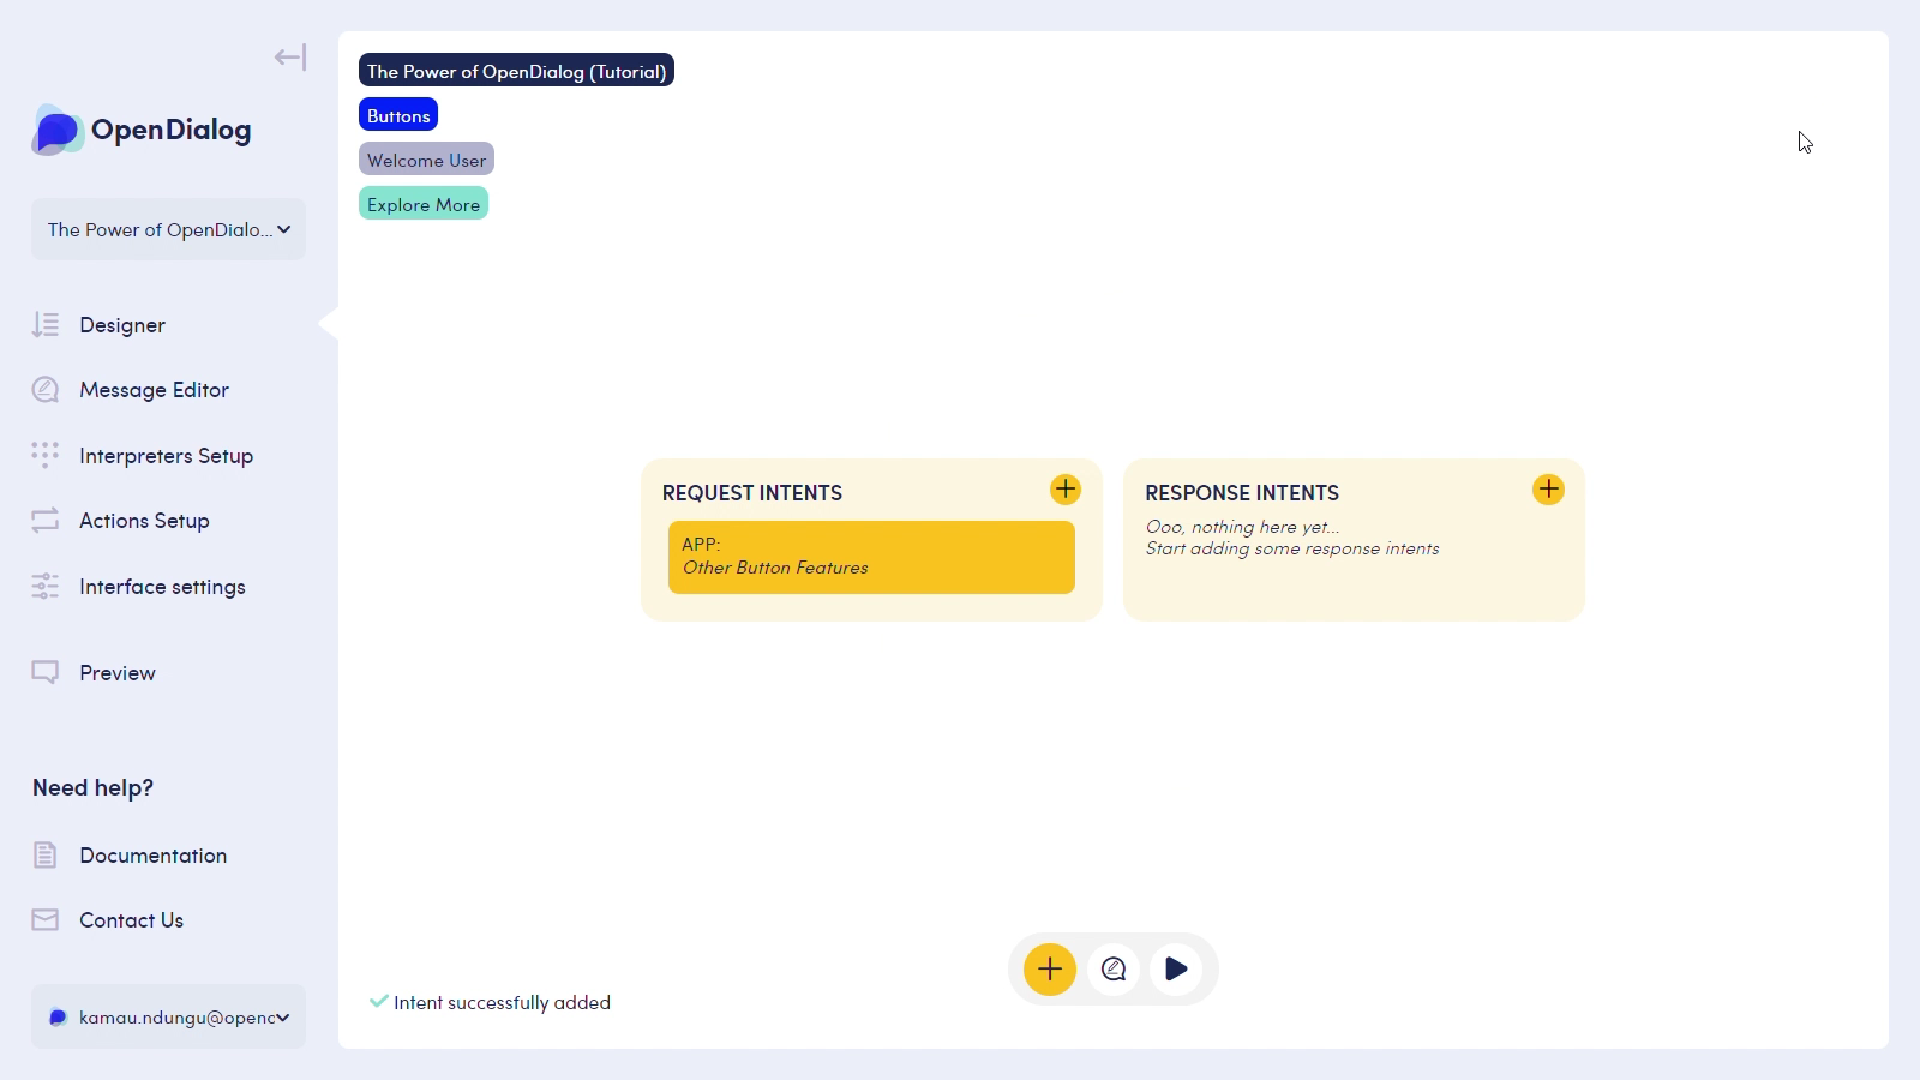 OpenDialog
The Power of OpenDialo...
Designer
Message Editor
Interpreters Setup
Actions Setup
Interface settings
Preview
Need help?
Documentation
Contact Us
kamau.ndungu@openc
The Power of OpenDialog (Tutorial)
Buttons
Welcome User
Explore More
REQUEST INTENTS
APP:
Other Button Features
RESPONSE INTENTS
Ooo, nothing here yet...
Start adding some response intents
Intent successfully added